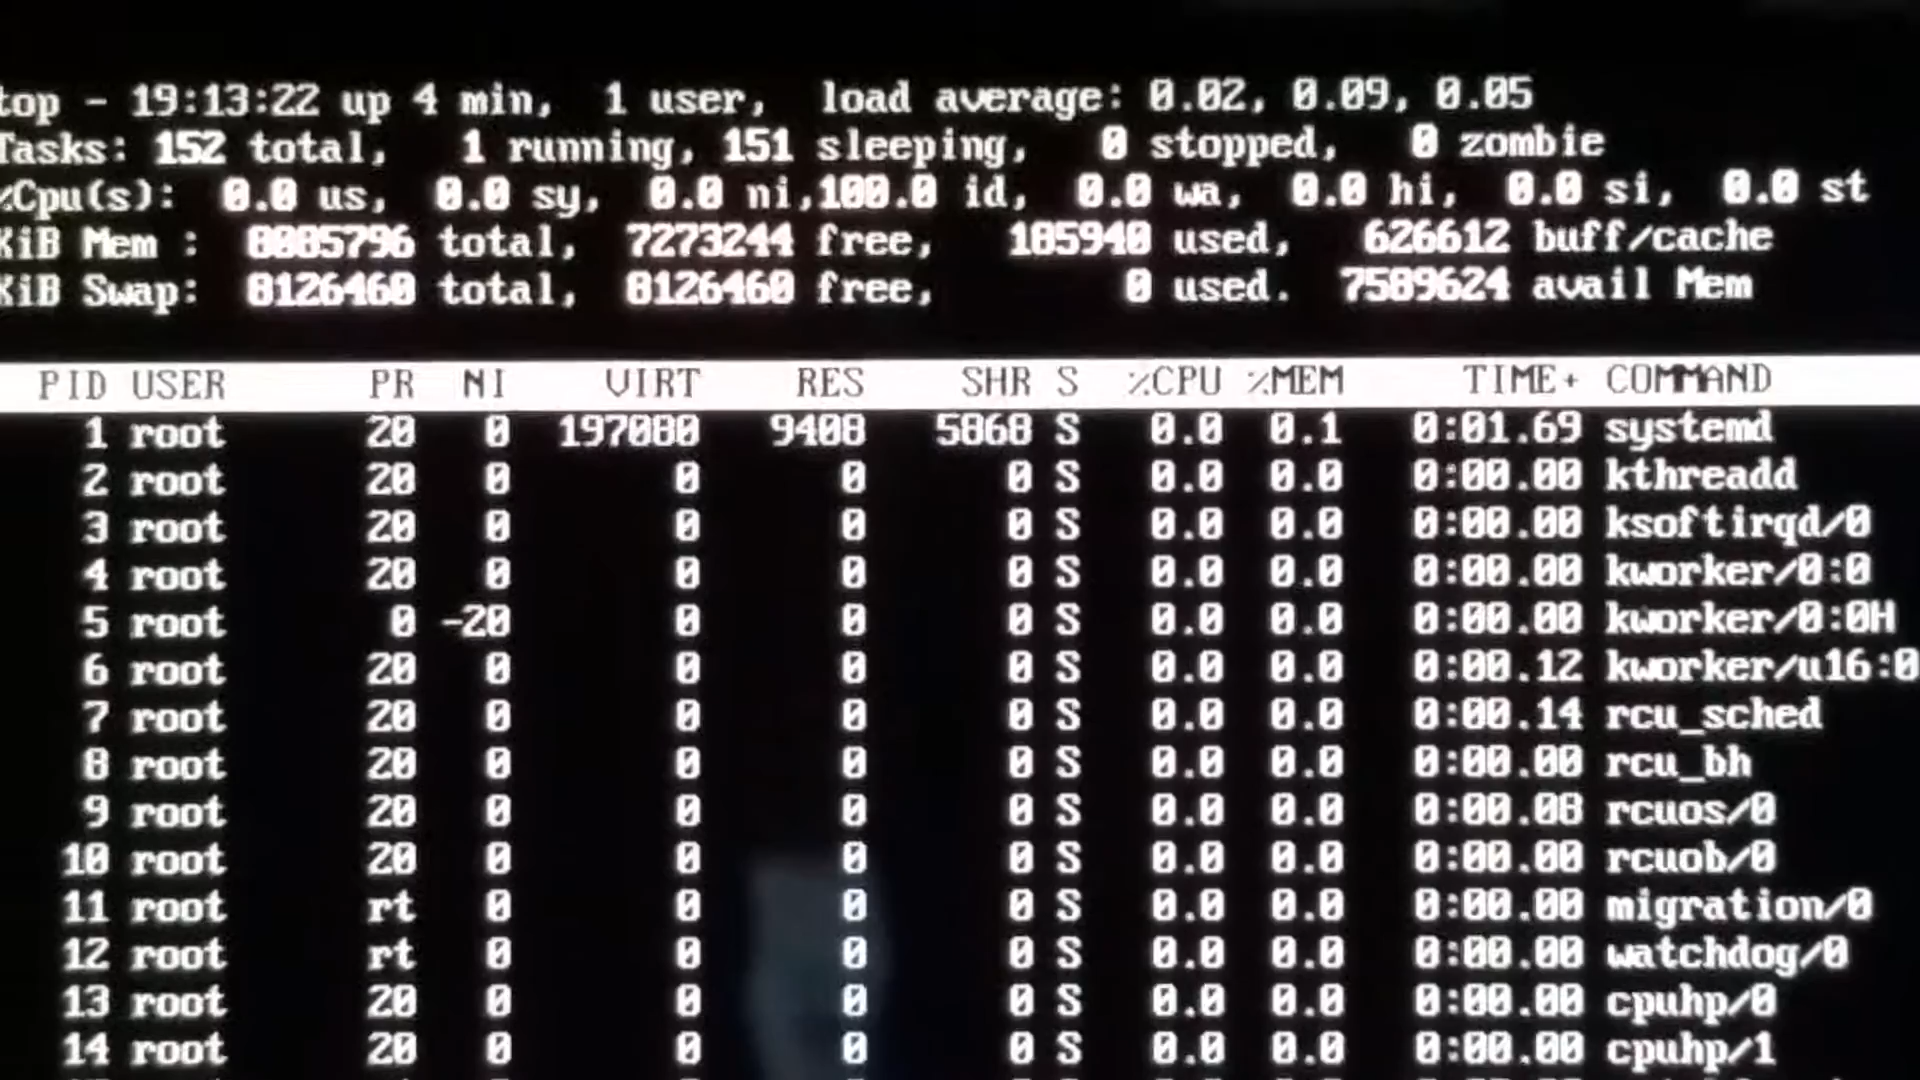 top - 19:13:22 up 4 min,  1 user,  load average: 0.02, 0.09, 0.05
Tasks: 152 total,   1 running, 151 sleeping,   0 stopped,   0 zombie
%Cpu(s):  0.0 us,  0.0 sy,  0.0 ni,100.0 id,  0.0 wa,  0.0 hi,  0.0 si,  0.0 st
KiB Mem :  8085796 total,  7273244 free,   185940 used,   626612 buff/cache
KiB Swap:  8126460 total,  8126460 free,        0 used.  7589624 avail Mem
PID USER      PR  NI    VIRT    RES    SHR S  %CPU %MEM     TIME+ COMMAND
1 root      20   0  197080   9408   5868 S   0.0  0.1   0:01.69 systemd
2 root      20   0       0      0      0 S   0.0  0.0   0:00.00 kthreadd
3 root      20   0       0      0      0 S   0.0  0.0   0:00.00 ksoftirqd/0
4 root      20   0       0      0      0 S   0.0  0.0   0:00.00 kworker/0:0
5 root       0 -20       0      0      0 S   0.0  0.0   0:00.00 kworker/0:0H
6 root      20   0       0      0      0 S   0.0  0.0   0:00.12 kworker/u16:0
7 root      20   0       0      0      0 S   0.0  0.0   0:00.14 rcu_sched
8 root      20   0       0      0      0 S   0.0  0.0   0:00.00 rcu_bh
9 root      20   0       0      0      0 S   0.0  0.0   0:00.08 rcuos/0
10 root      20   0       0      0      0 S   0.0  0.0   0:00.00 rcuob/0
11 root      rt   0       0      0      0 S   0.0  0.0   0:00.00 migration/0
12 root      rt   0       0      0      0 S   0.0  0.0   0:00.00 watchdog/0
13 root      20   0       0      0      0 S   0.0  0.0   0:00.00 cpuhp/0
14 root      20   0       0      0      0 S   0.0  0.0   0:00.00 cpuhp/1